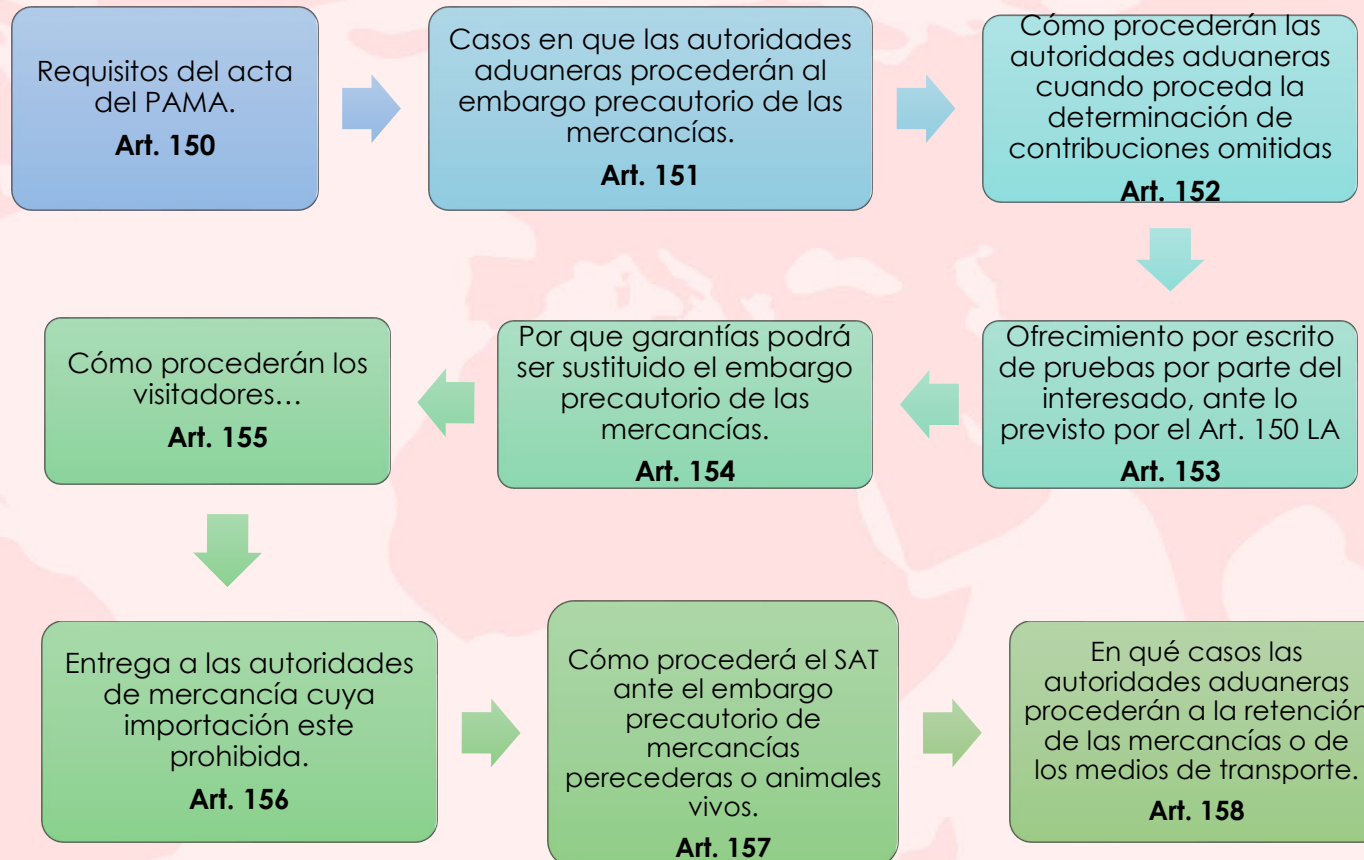 Requisitos del acta
del PAMA.
Art. 150
Casos en que las autoridades
aduaneras procederán al
embargo precautorio de las
mercancías.
Art. 151
Cómo procederán las
autoridades aduaneras
cuando proceda la
determinación de
contribuciones omitidas
Art. 152
Ofrecimiento por escrito
de pruebas por parte del
interesado, ante lo
previsto por el Art. 150 LA
Art. 153
Por que garantías podrá
ser sustituido el embargo
precautorio de las
mercancías.
Art. 154
Cómo procederán los
visitadores…
Art. 155
Entrega a las autoridades
de mercancía cuya
importación este
prohibida.
Art. 156
Cómo procederá el SAT
ante el embargo
precautorio de
mercancías
perecederas o animales
vivos.
Art. 157
En qué casos las
autoridades aduaneras
procederán a la retención
de las mercancías o de
los medios de transporte.
Art. 158